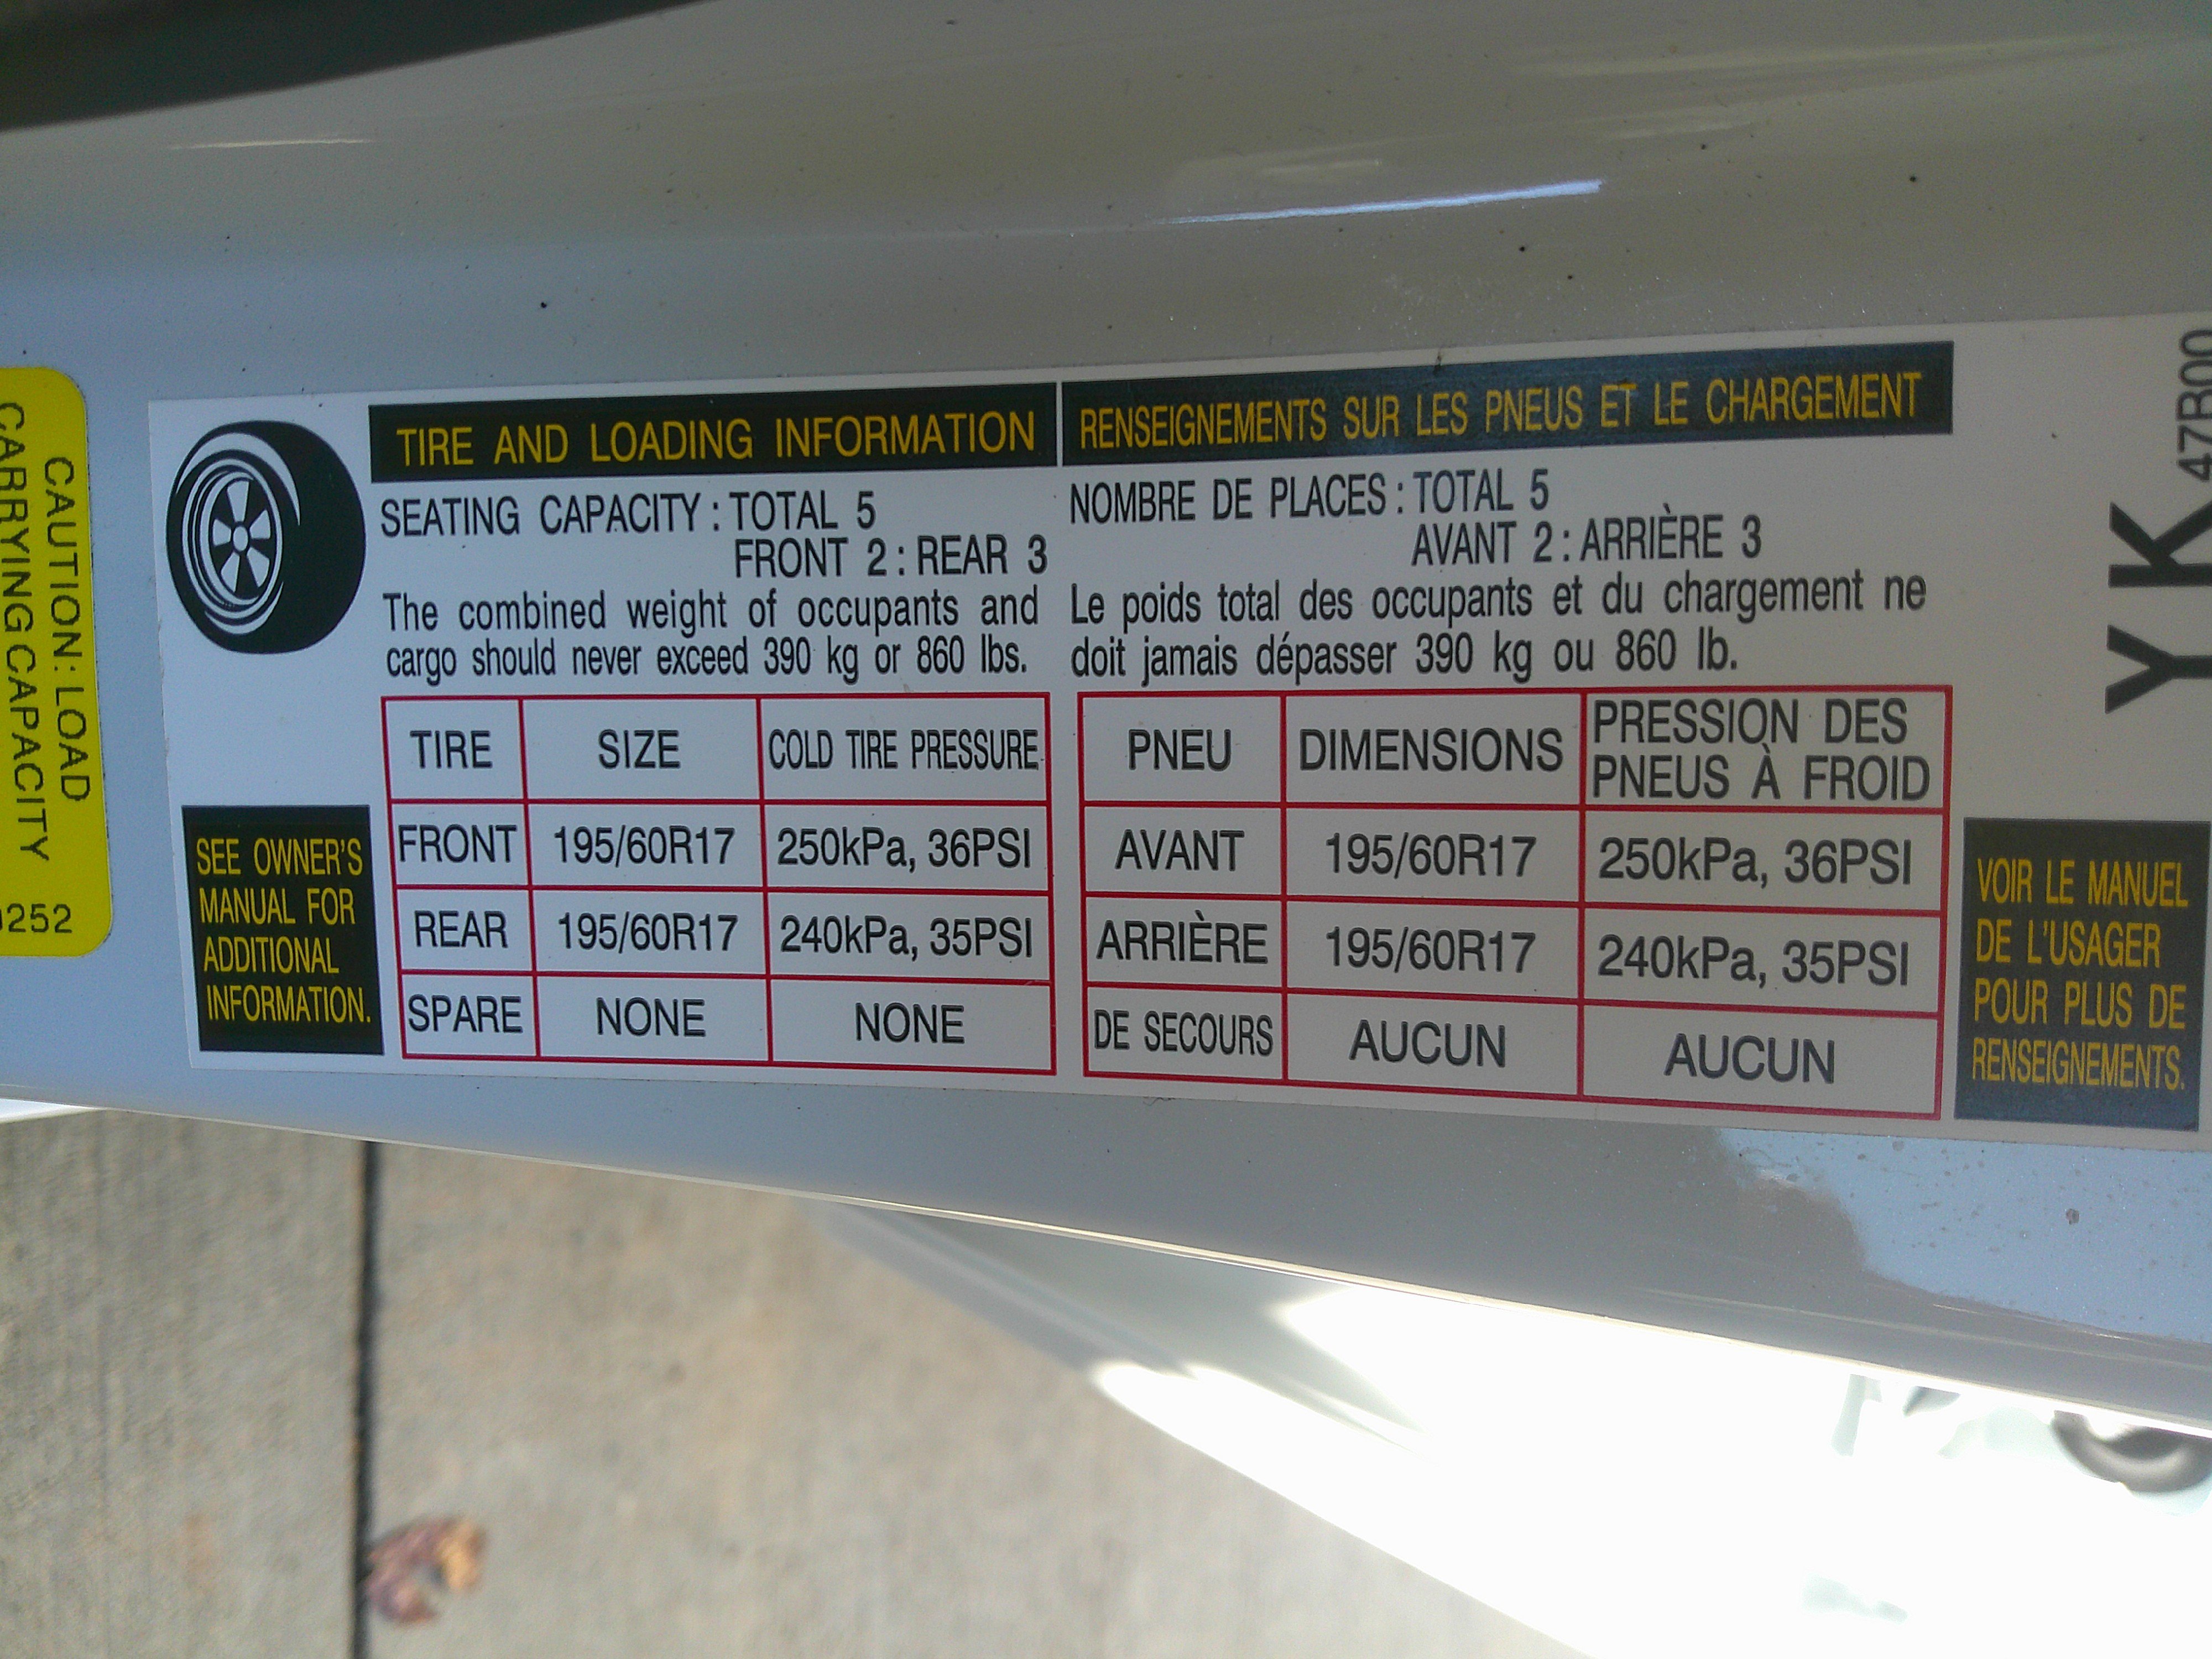 CAUTION: LOAD
CARRYING CAPACITY
252
TIRE AND LOADING INFORMATION
SEATING CAPACITY : TOTAL 5
FRONT 2 : REAR 3
The combined weight of occupants and
cargo should never exceed 390 kg or 860 lbs.
TIRE SIZE COLD TIRE PRESSURE
FRONT 195/60R17 250kPa, 36PSI
REAR 195/60R17 240kPa, 35PSI
SPARE NONE NONE
SEE OWNER'S
MANUAL FOR
ADDITIONAL
INFORMATION.
RENSEIGNEMENTS SUR LES PNEUS ET LE CHARGEMENT
NOMBRE DE PLACES : TOTAL 5
AVANT 2 : ARRIÈRE 3
Le poids total des occupants et du chargement ne
doit jamais dépasser 390 kg ou 860 lb.
PNEU DIMENSIONS PRESSION DES
PNEUS À FROID
AVANT 195/60R17 250kPa, 36PSI
ARRIÈRE 195/60R17 240kPa, 35PSI
DE SECOURS AUCUN AUCUN
VOIR LE MANUEL
DE L'USAGER
POUR PLUS DE
RENSEIGNEMENTS.
YK 47B00